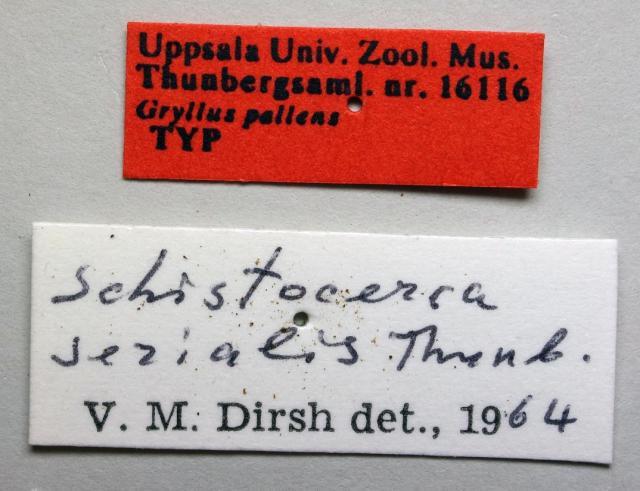 Uppsala Univ. Zool. Mus.
Thunbergsaml. nr. 16116
Gryllus pallens
TYP
Schistocerca
serialis Thunb.
V. M. Dirsh det., 1964